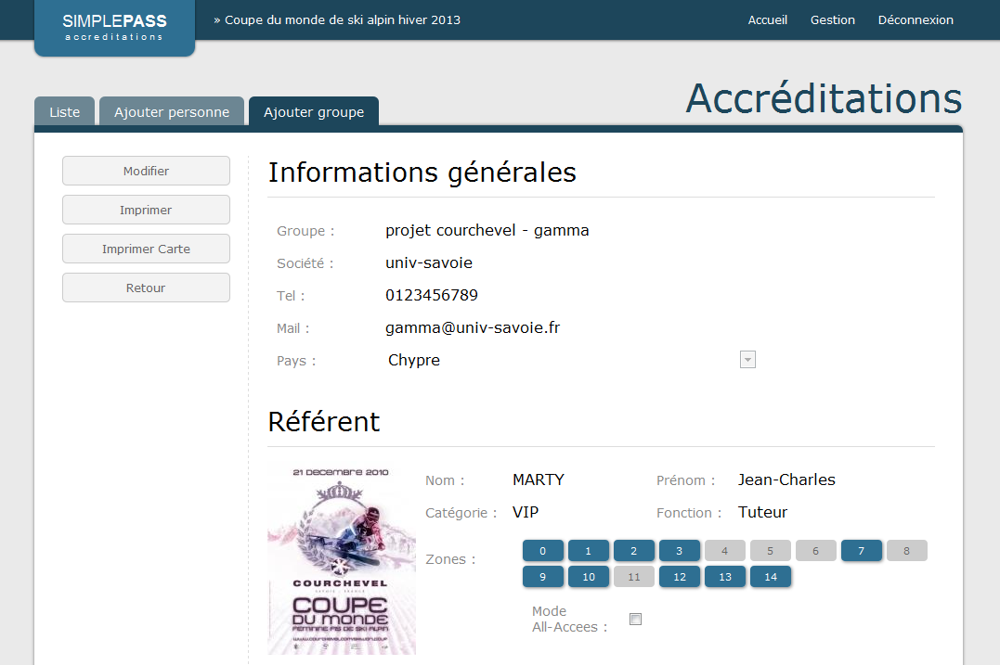 SIMPLEPASS
accreditations
» Coupe du monde de ski alpin hiver 2013
Accueil Gestion Déconnexion
Accréditations
Liste Ajouter personne Ajouter groupe
Modifier
Imprimer
Imprimer Carte
Retour
Informations générales
Groupe : projet courchevel - gamma
Société : univ-savoie
Tel : 0123456789
Mail : gamma@univ-savoie.fr
Pays : Chypre
Référent
21 DECEMBRE 2010
COURCHEVEL
SAVOIE - FRANCE
COUPE
DU MONDE
FEMININE FIS DE SKI ALPIN
Nom : MARTY Prénom : Jean-Charles
Catégorie : VIP Fonction : Tuteur
Zones :
0 1 2 3 4 5 6 7 8
9 10 11 12 13 14
Mode
All-Accees :